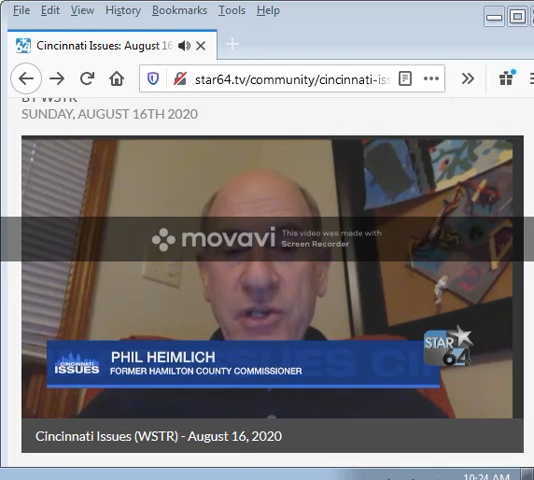 File Edit View History Bookmarks Tools Help
Cincinnati Issues: August 16
star64.tv/community/cincinnati-is
BY WSTR
SUNDAY, AUGUST 16TH 2020
movavi This video was made with
Screen Recorder
STAR
64
CINCINNATI
ISSUES
PHIL HEIMLICH
FORMER HAMILTON COUNTY COMMISSIONER
Cincinnati Issues (WSTR) - August 16, 2020
10:24 AM